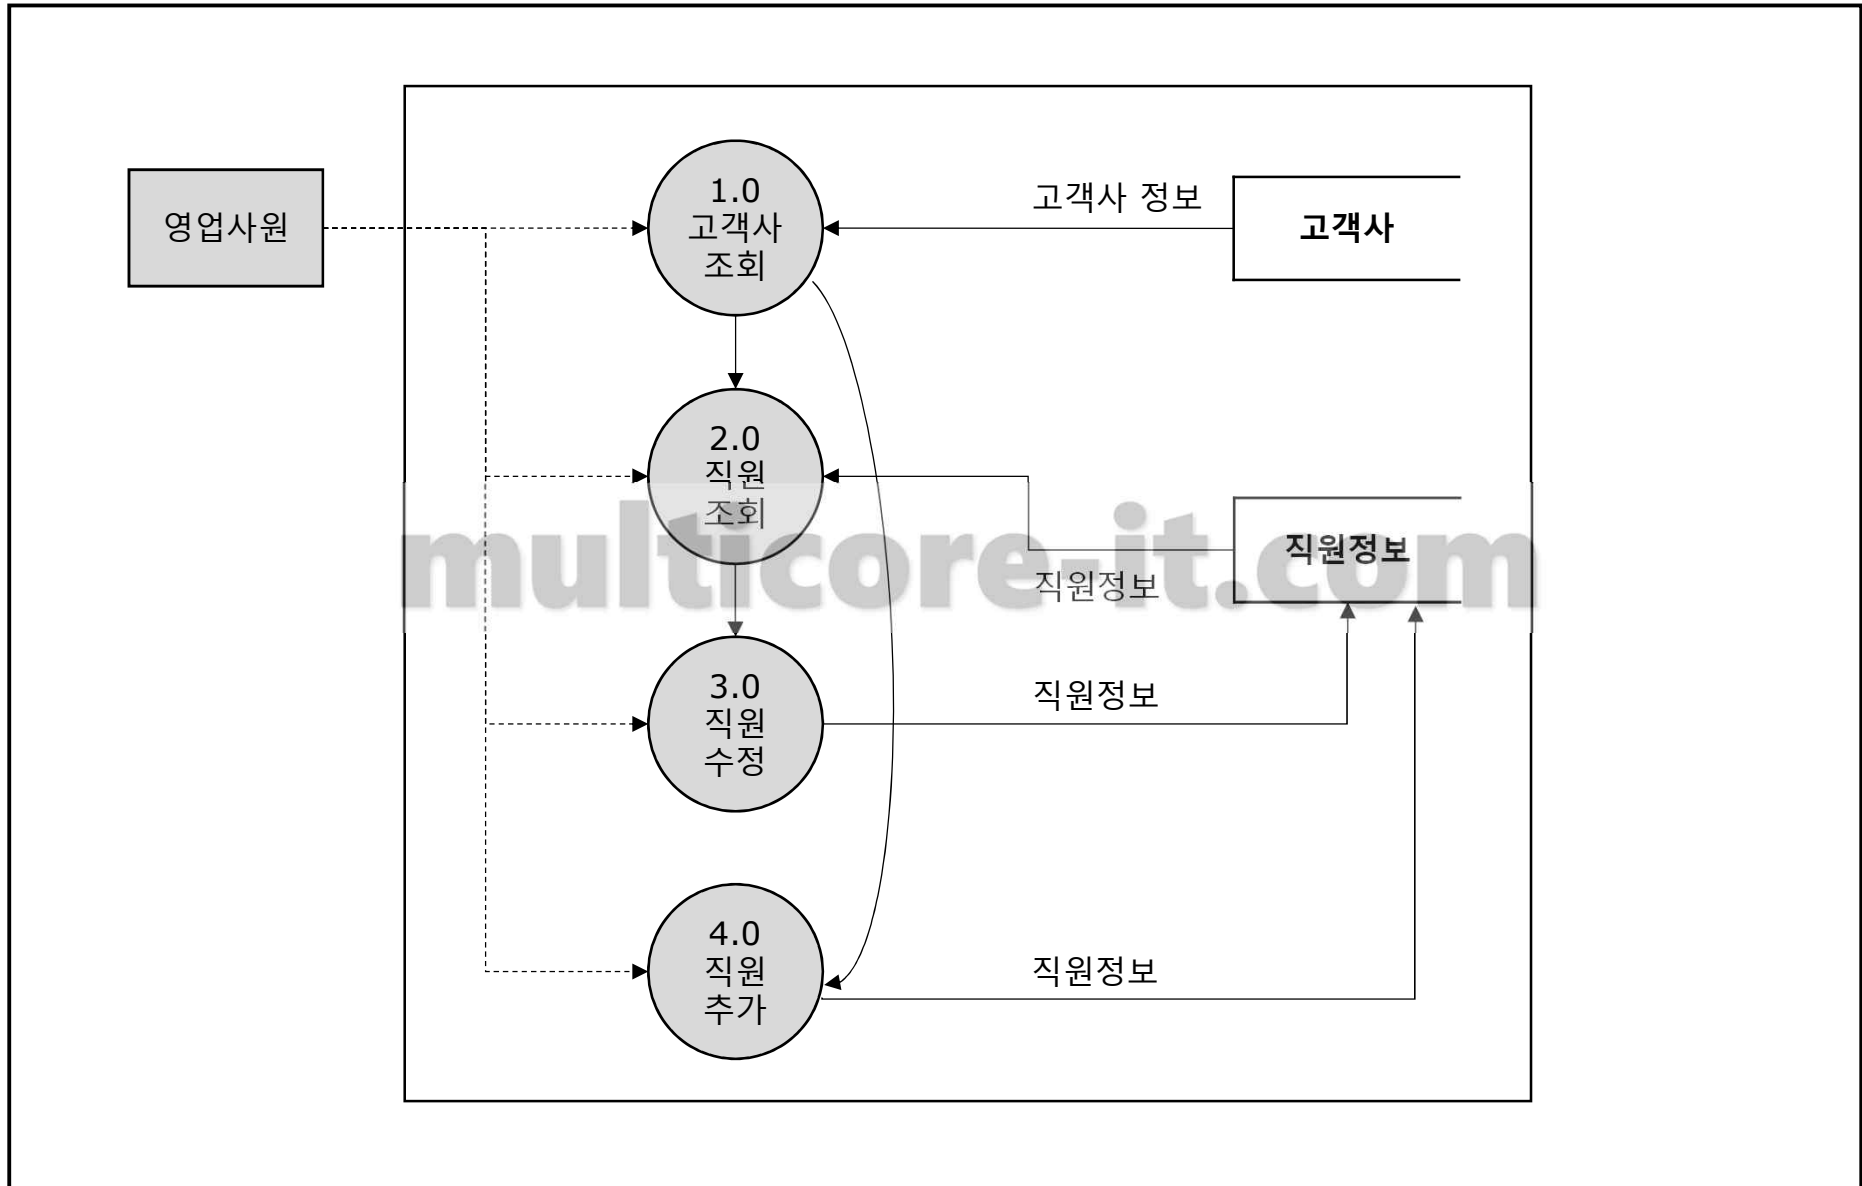 1.0
고객사
조회
영업사원
고객사 정보
고객사
2.0
직원
조회
직원정보
직원정보
multicore-it.com
3.0
직원
수정
직원정보
4.0
직원
추가
직원정보